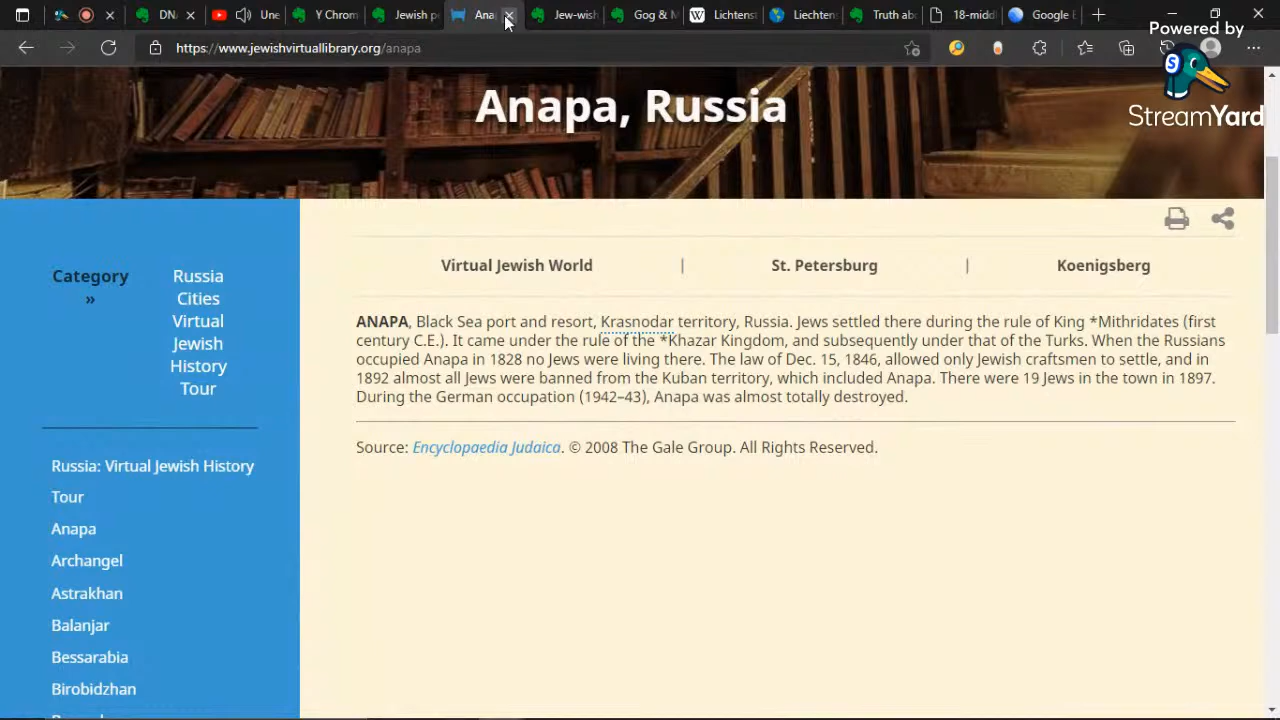 DNA
Une
Y Chrom
Jewish p
Ana
Jew-wish
Gog & M
Lichtens
Liechten
Truth ab
18-midd
Google E
Powered by
https://www.jewishvirtuallibrary.org/anapa
StreamYard
Anapa, Russia
Virtual Jewish World | St. Petersburg | Koenigsberg
Category
»
Russia
Cities
Virtual
Jewish
History
Tour
ANAPA, Black Sea port and resort, Krasnodar territory, Russia. Jews settled there during the rule of King *Mithridates (first
century C.E.). It came under the rule of the *Khazar Kingdom, and subsequently under that of the Turks. When the Russians
occupied Anapa in 1828 no Jews were living there. The law of Dec. 15, 1846, allowed only Jewish craftsmen to settle, and in
1892 almost all Jews were banned from the Kuban territory, which included Anapa. There were 19 Jews in the town in 1897.
During the German occupation (1942–43), Anapa was almost totally destroyed.
Source: Encyclopaedia Judaica. © 2008 The Gale Group. All Rights Reserved.
Russia: Virtual Jewish History
Tour
Anapa
Archangel
Astrakhan
Balanjar
Bessarabia
Birobidzhan